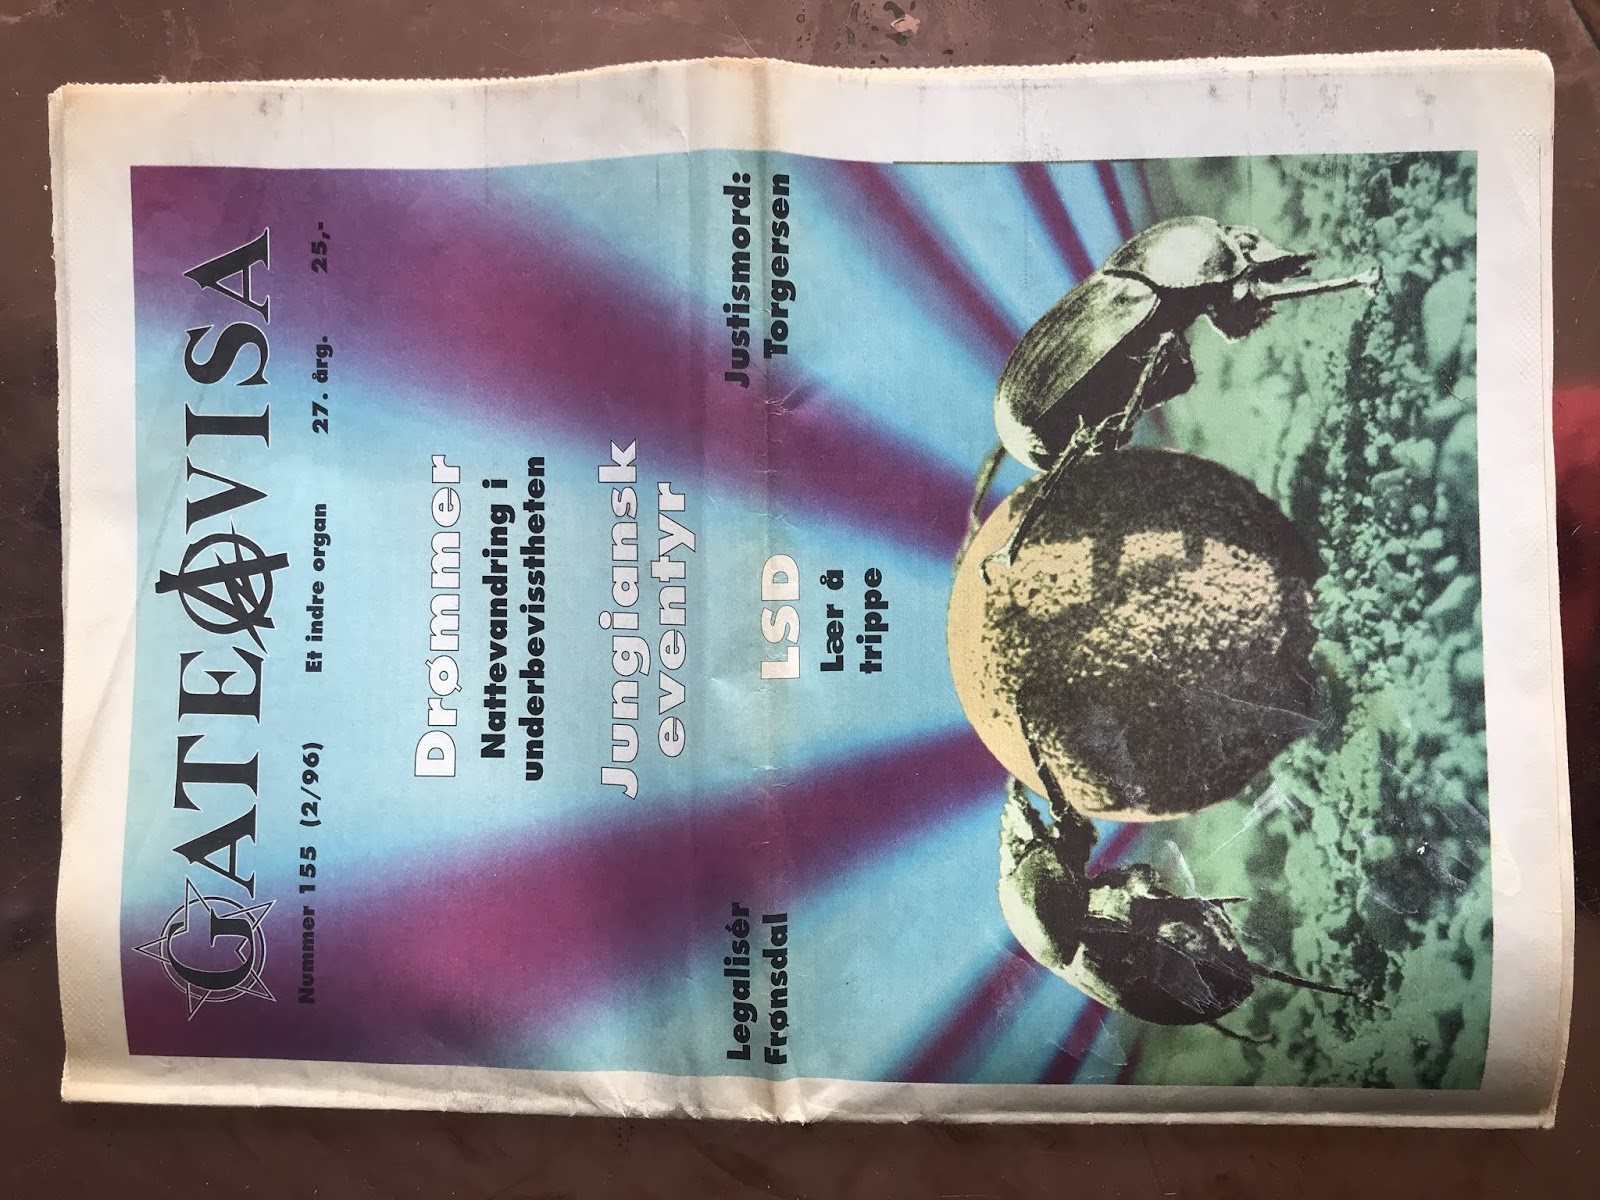 GATEAVISA
Nummer 155 (2/96) Et indre organ 27. årg. 25,-
Drømmer
Nattevandring i
underbevisstheten
Jungiansk
eventyr
Legalisér
Frønsdal
LSD
Lær å
trippe
Justismord:
Torgersen